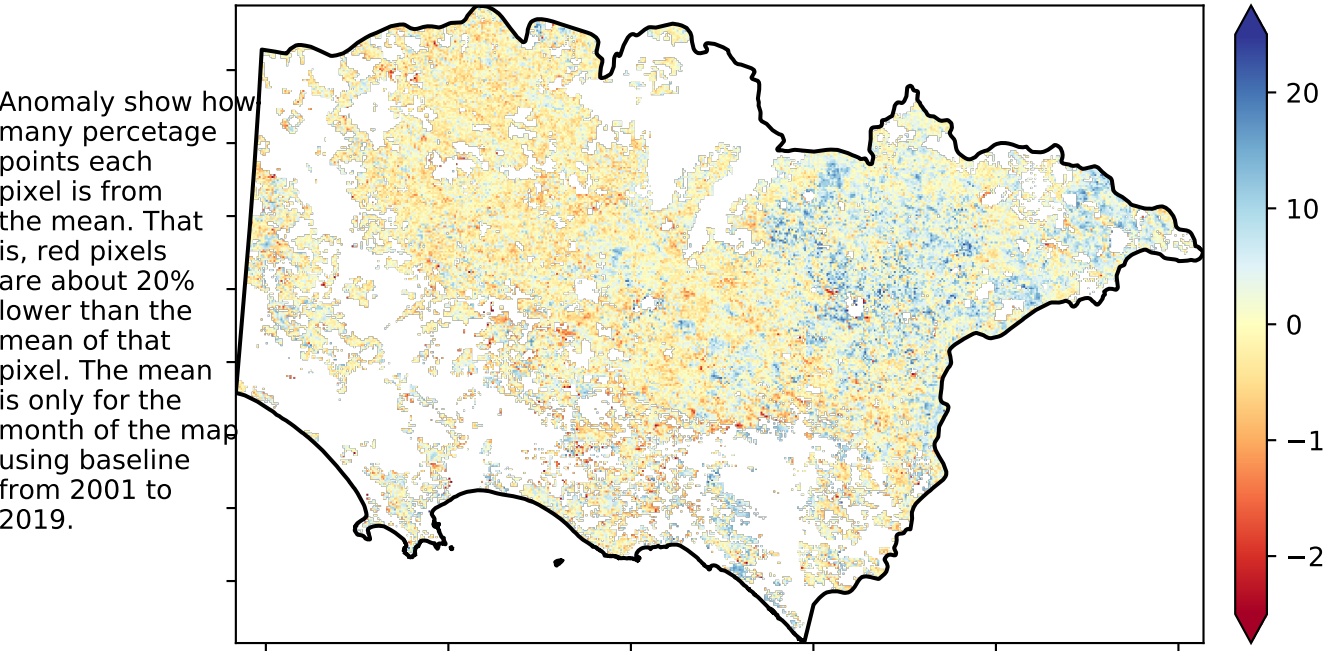 Anomaly show how
many percetage
points each
pixel is from
the mean. That
is, red pixels
are about 20%
lower than the
mean of that
pixel. The mean
is only for the
month of the map
using baseline
from 2001 to
2019.
20
10
0
−1
−2